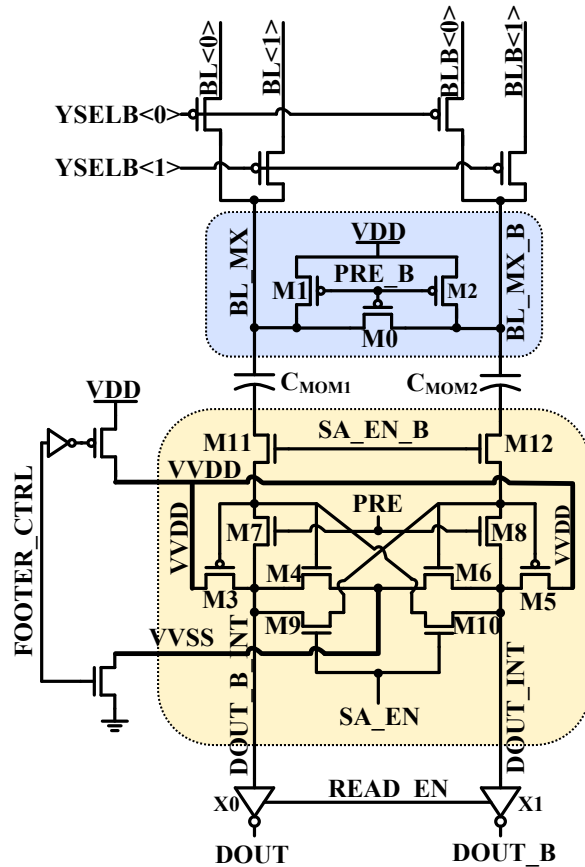 BL<0>
BL<1>
BLB<0>
BLB<1>
YSELB<0>
YSELB<1>
VDD
PRE_B
M1
M2
M0
BL_MX
BL_MX_B
CMOM1
CMOM2
VDD
M11
SA_EN_B
M12
VVDD
PRE
M7
M8
VVDD
VVDD
FOOTER_CTRL
M4
M6
M3
M5
M9
M10
VVSS
SA_EN
DOUT_B_INT
DOUT_INT
X0
READ_EN
X1
DOUT
DOUT_B